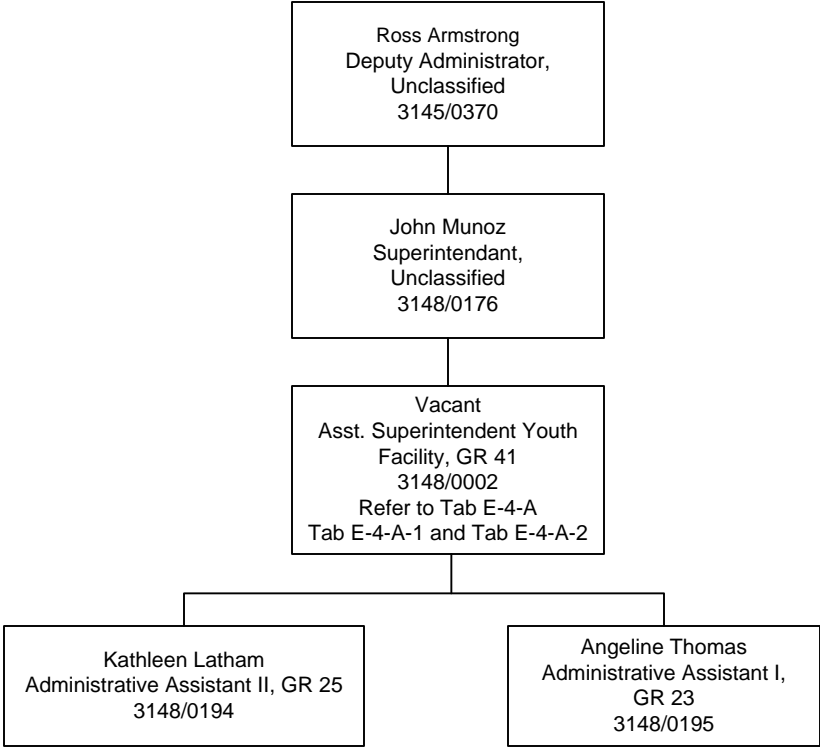 Ross Armstrong
Deputy Administrator,
Unclassified
3145/0370
John Munoz
Superintendant,
Unclassified
3148/0176
Vacant
Asst. Superintendent Youth
Facility, GR 41
3148/0002
Refer to Tab E-4-A
Tab E-4-A-1 and Tab E-4-A-2
Kathleen Latham
Administrative Assistant II, GR 25
3148/0194
Angeline Thomas
Administrative Assistant I,
GR 23
3148/0195